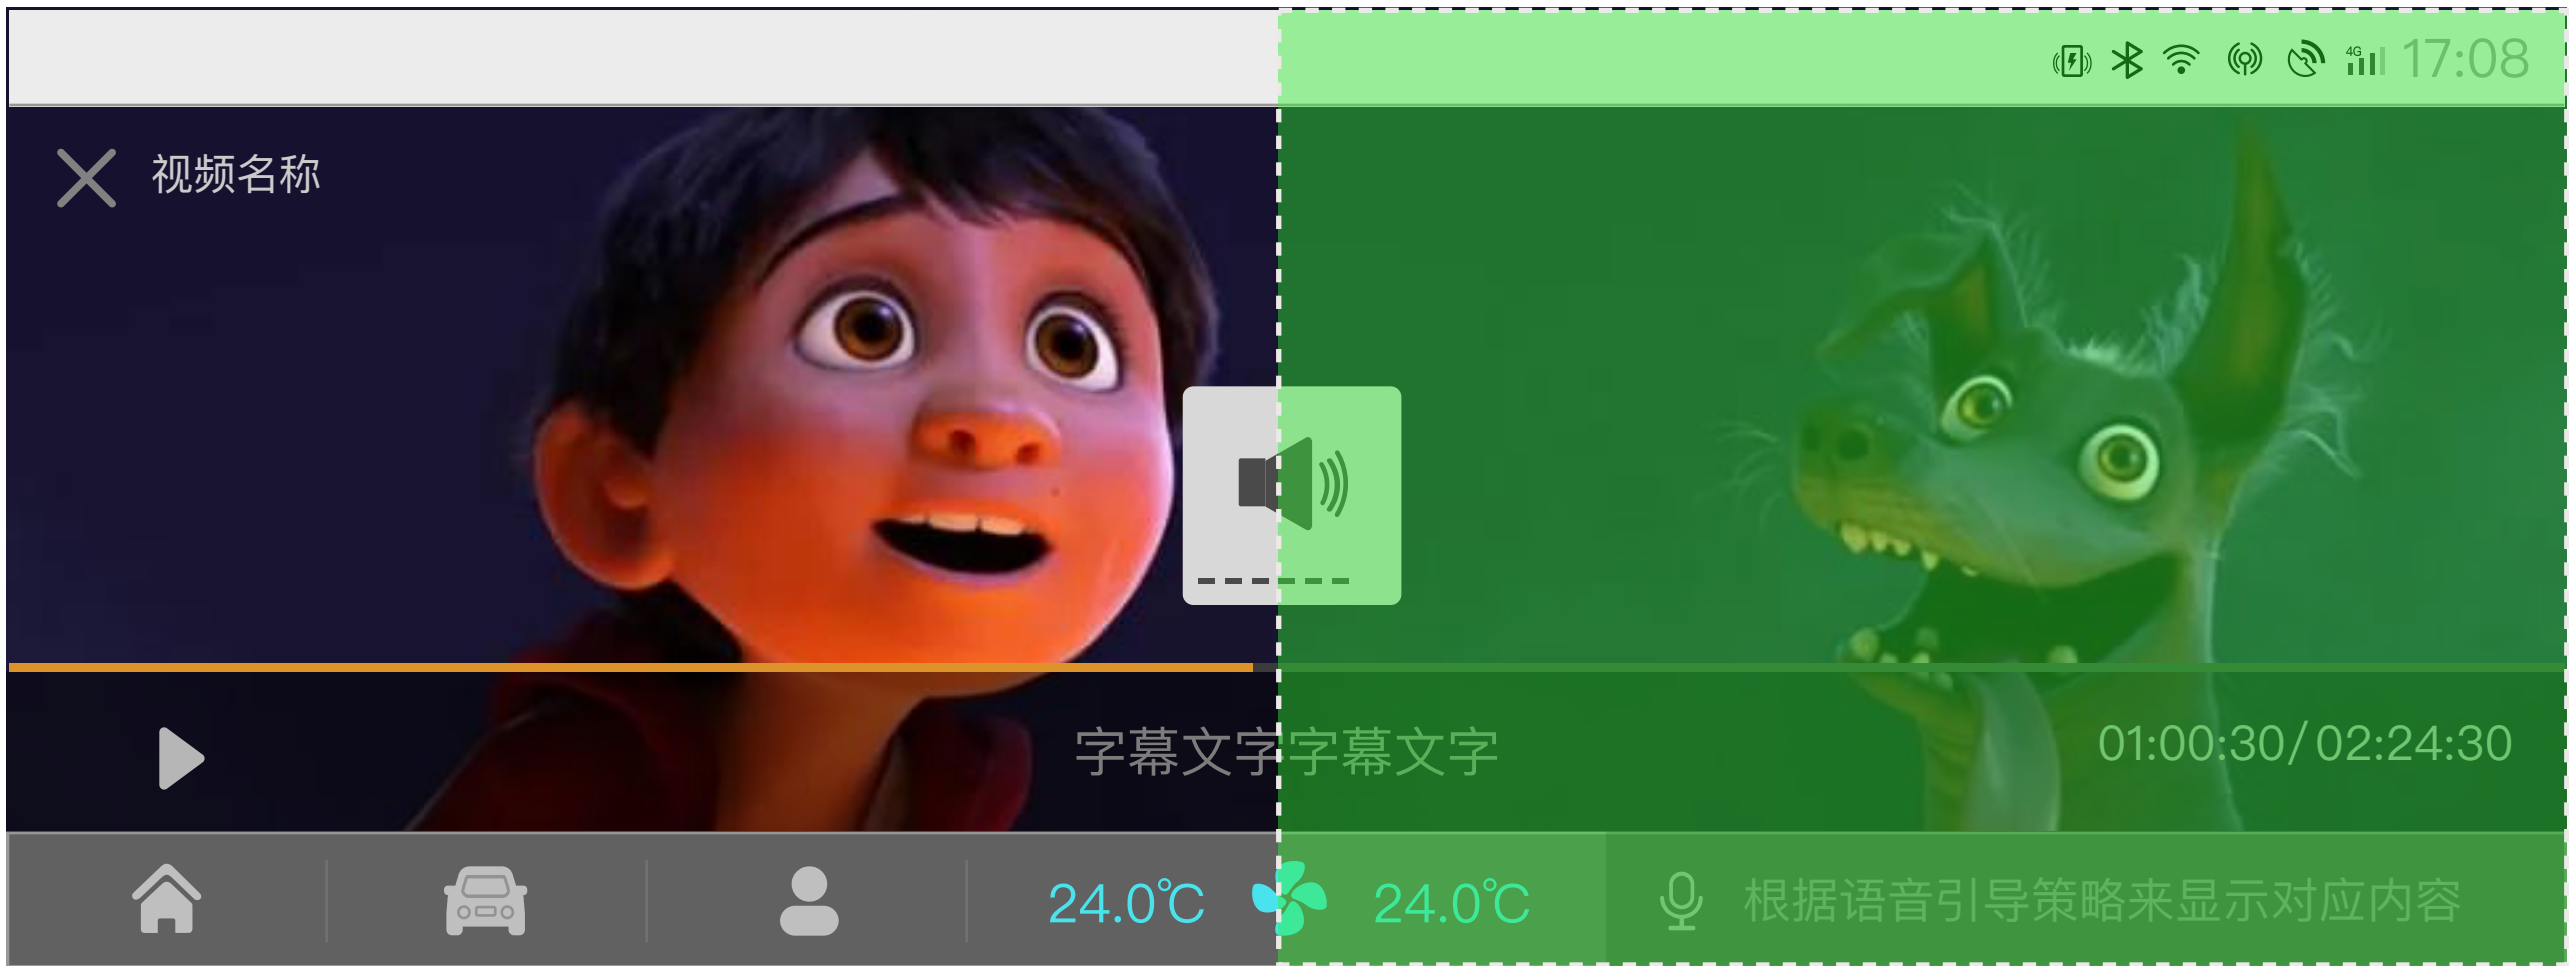 4G 17:08
视频名称
字幕文字字幕文字
01:00:30/02:24:30
24.0℃ 24.0℃ 根据语音引导策略来显示对应内容